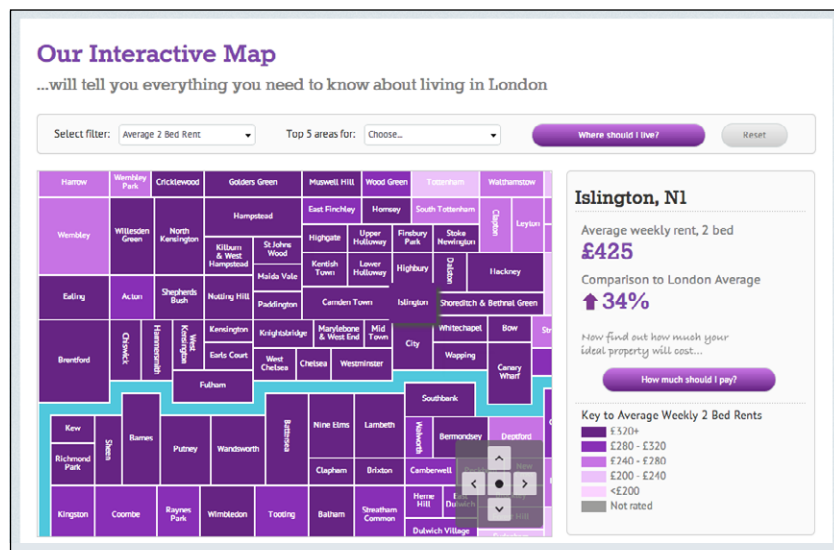 Our Interactive Map
...will tell you everything you need to know about living in London
Select filter: Average 2 Bed Rent Top 5 areas for: Choose... Where should I live? Reset
Harrow Wembley Park Cricklewood Golders Green Muswell Hill Wood Green Tottenham Walthamstow
Wembley Willesden Green North Kensington Hampstead East Finchley Hornsey South Tottenham Clapton Leyton
Kilburn & West Hampstead St Johns Wood Highgate Upper Holloway Finsbury Park Stoke Newington
Maida Vale Kentish Town Lower Holloway Highbury Dalston Hackney
Ealing Acton Shepherds Bush Notting Hill Paddington Camden Town Islington Shoreditch & Bethnal Green
Brentford Chiswick Hammersmith West Kensington Kensington Knightsbridge Marylebone & West End Mid Town City Whitechapel Bow
Earls Court West Chelsea Chelsea Westminster Wapping Canary Wharf
Fulham
Southbank
Kew Sheen Barnes Putney Wandsworth Battersea Nine Elms Lambeth Walworth Bermondsey Deptford
Richmond Park Clapham Brixton Camberwell
Kingston Coombe Raynes Park Wimbledon Tooting Balham Streatham Common Herne Hill
Dulwich Village
Islington, N1
Average weekly rent, 2 bed
£425
Comparison to London Average
34%
Now find out how much your
ideal property will cost...
How much should I pay?
Key to Average Weekly 2 Bed Rents
£320+
£280 - £320
£240 - £280
£200 - £240
<£200
Not rated